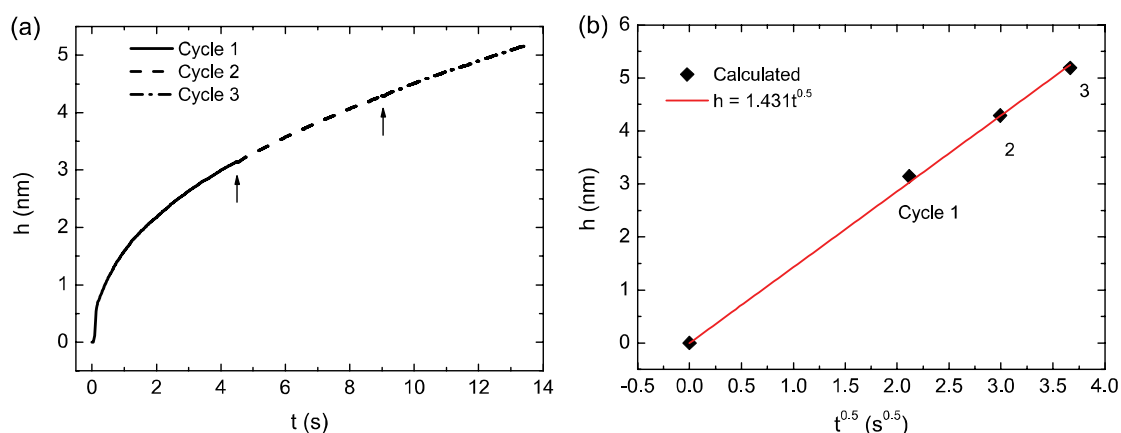 (a)
Cycle 1
Cycle 2
Cycle 3
5
4
3
2
1
0
h (nm)
0 2 4 6 8 10 12 14
t (s)
(b)
Calculated
h = 1.431t^0.5
6
5
4
3
2
1
0
-1
h (nm)
Cycle 1
2
3
-0.5 0.0 0.5 1.0 1.5 2.0 2.5 3.0 3.5 4.0
t^0.5 (s^0.5)